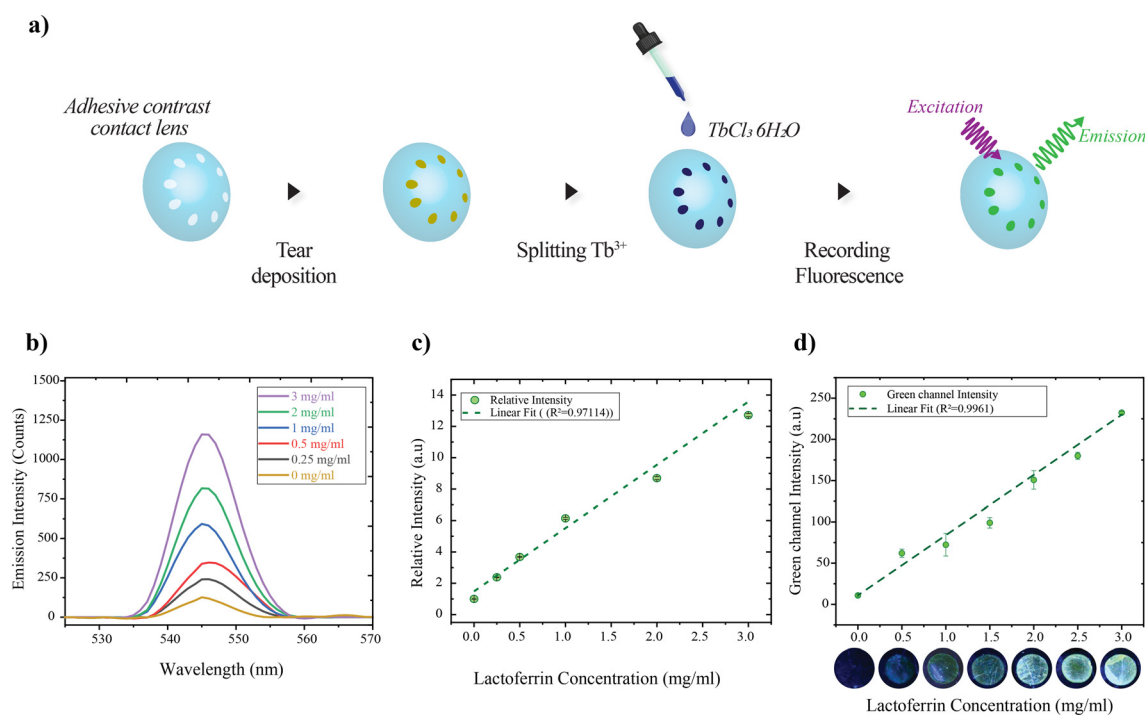 a)
Adhesive contrast
contact lens
TbCl₃ 6H₂O
Excitation
Emission
Tear
deposition
Splitting Tb³⁺
Recording
Fluorescence
b)
1500
1250
1000
750
500
250
0
Emission Intensity (Counts)
3 mg/ml
2 mg/ml
1 mg/ml
0.5 mg/ml
0.25 mg/ml
0 mg/ml
530 540 550 560 570
Wavelength (nm)
c)
14
12
10
8
6
4
2
0
Relative Intensity (a.u)
Relative Intensity
Linear Fit ( (R²=0.97114))
0.0 0.5 1.0 1.5 2.0 2.5 3.0
Lactoferrin Concentration (mg/ml)
d)
250
200
150
100
50
0
Green channel Intensity (a.u)
Green channel Intensity
Linear Fit (R²=0.9961)
0.0 0.5 1.0 1.5 2.0 2.5 3.0
Lactoferrin Concentration (mg/ml)